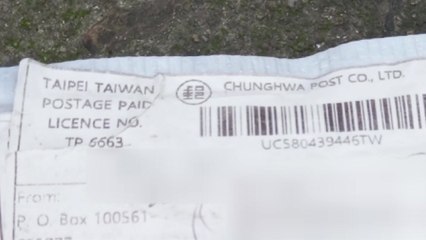 TAIPEI TAIWAN
POSTAGE PAID
LICENCE NO.
TP 6663
CHUNGHWA POST CO., LTD.
UC580439446TW
From:
P. O. Box 100561